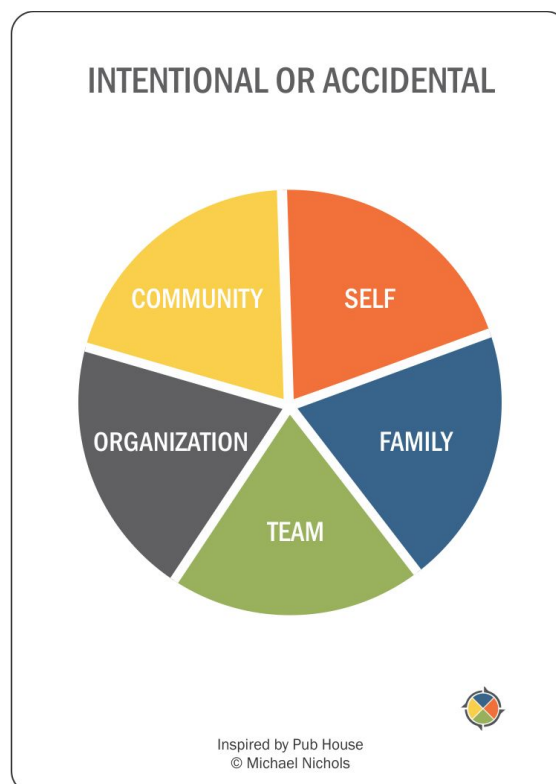 INTENTIONAL OR ACCIDENTAL
COMMUNITY
SELF
ORGANIZATION
FAMILY
TEAM
Inspired by Pub House
© Michael Nichols